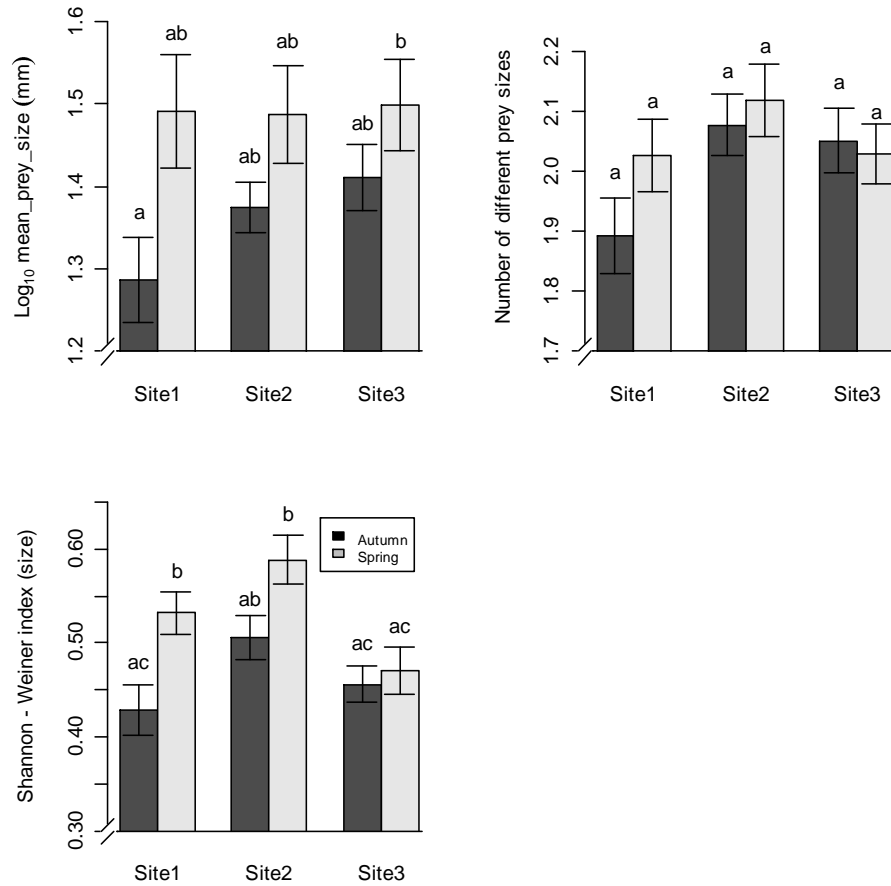 Log₁₀ mean_prey_size (mm)
1.2 1.3 1.4 1.5 1.6
a ab ab ab ab b
Site1 Site2 Site3
Number of different prey sizes
1.7 1.8 1.9 2.0 2.1 2.2
a a a a a a
Site1 Site2 Site3
Shannon - Weiner index (size)
0.30 0.40 0.50 0.60
ac b ab b ac ac
Autumn
Spring
Site1 Site2 Site3